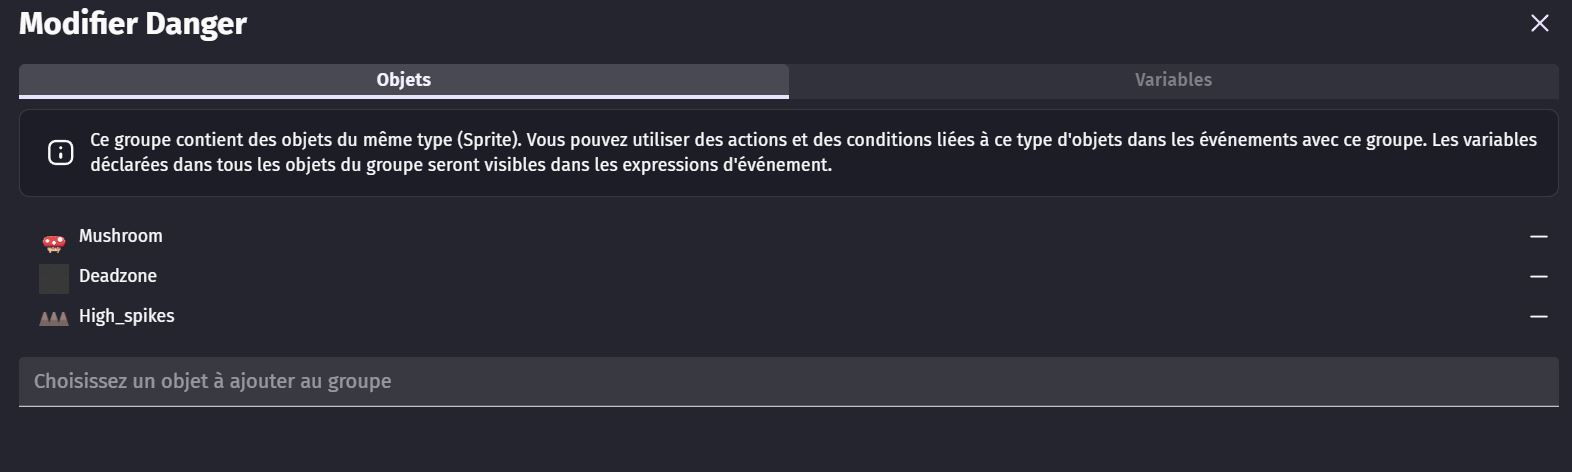 Modifier Danger
Objets
Variables
Ce groupe contient des objets du même type (Sprite). Vous pouvez utiliser des actions et des conditions liées à ce type d'objets dans les événements avec ce groupe. Les variables
déclarées dans tous les objets du groupe seront visibles dans les expressions d'événement.
Mushroom
Deadzone
High_spikes
Choisissez un objet à ajouter au groupe